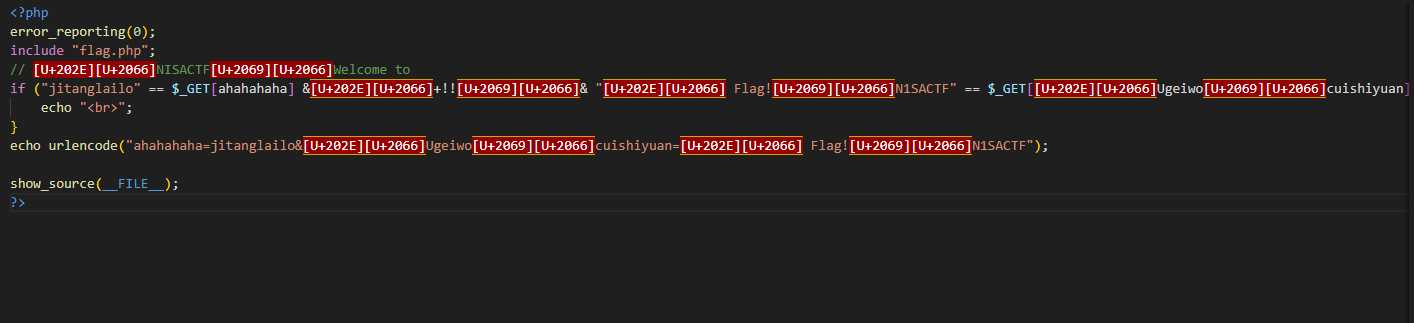 <?php
error_reporting(0);
include "flag.php";
// [U+202E][U+2066]NISACTF[U+2069][U+2066]Welcome to
if ("jitanglailo" == $_GET[ahahahaha] &[U+202E][U+2066]+!![U+2069][U+2066]& "[U+202E][U+2066] Flag![U+2069][U+2066]N1SACTF" == $_GET[[U+202E][U+2066]Ugeiwo[U+2069][U+2066]cuishiyuan]
    echo "<br>";
}
echo urlencode("ahahahaha=jitanglailo&[U+202E][U+2066]Ugeiwo[U+2069][U+2066]cuishiyuan=[U+202E][U+2066] Flag![U+2069][U+2066]N1SACTF");
show_source(__FILE__);
?>